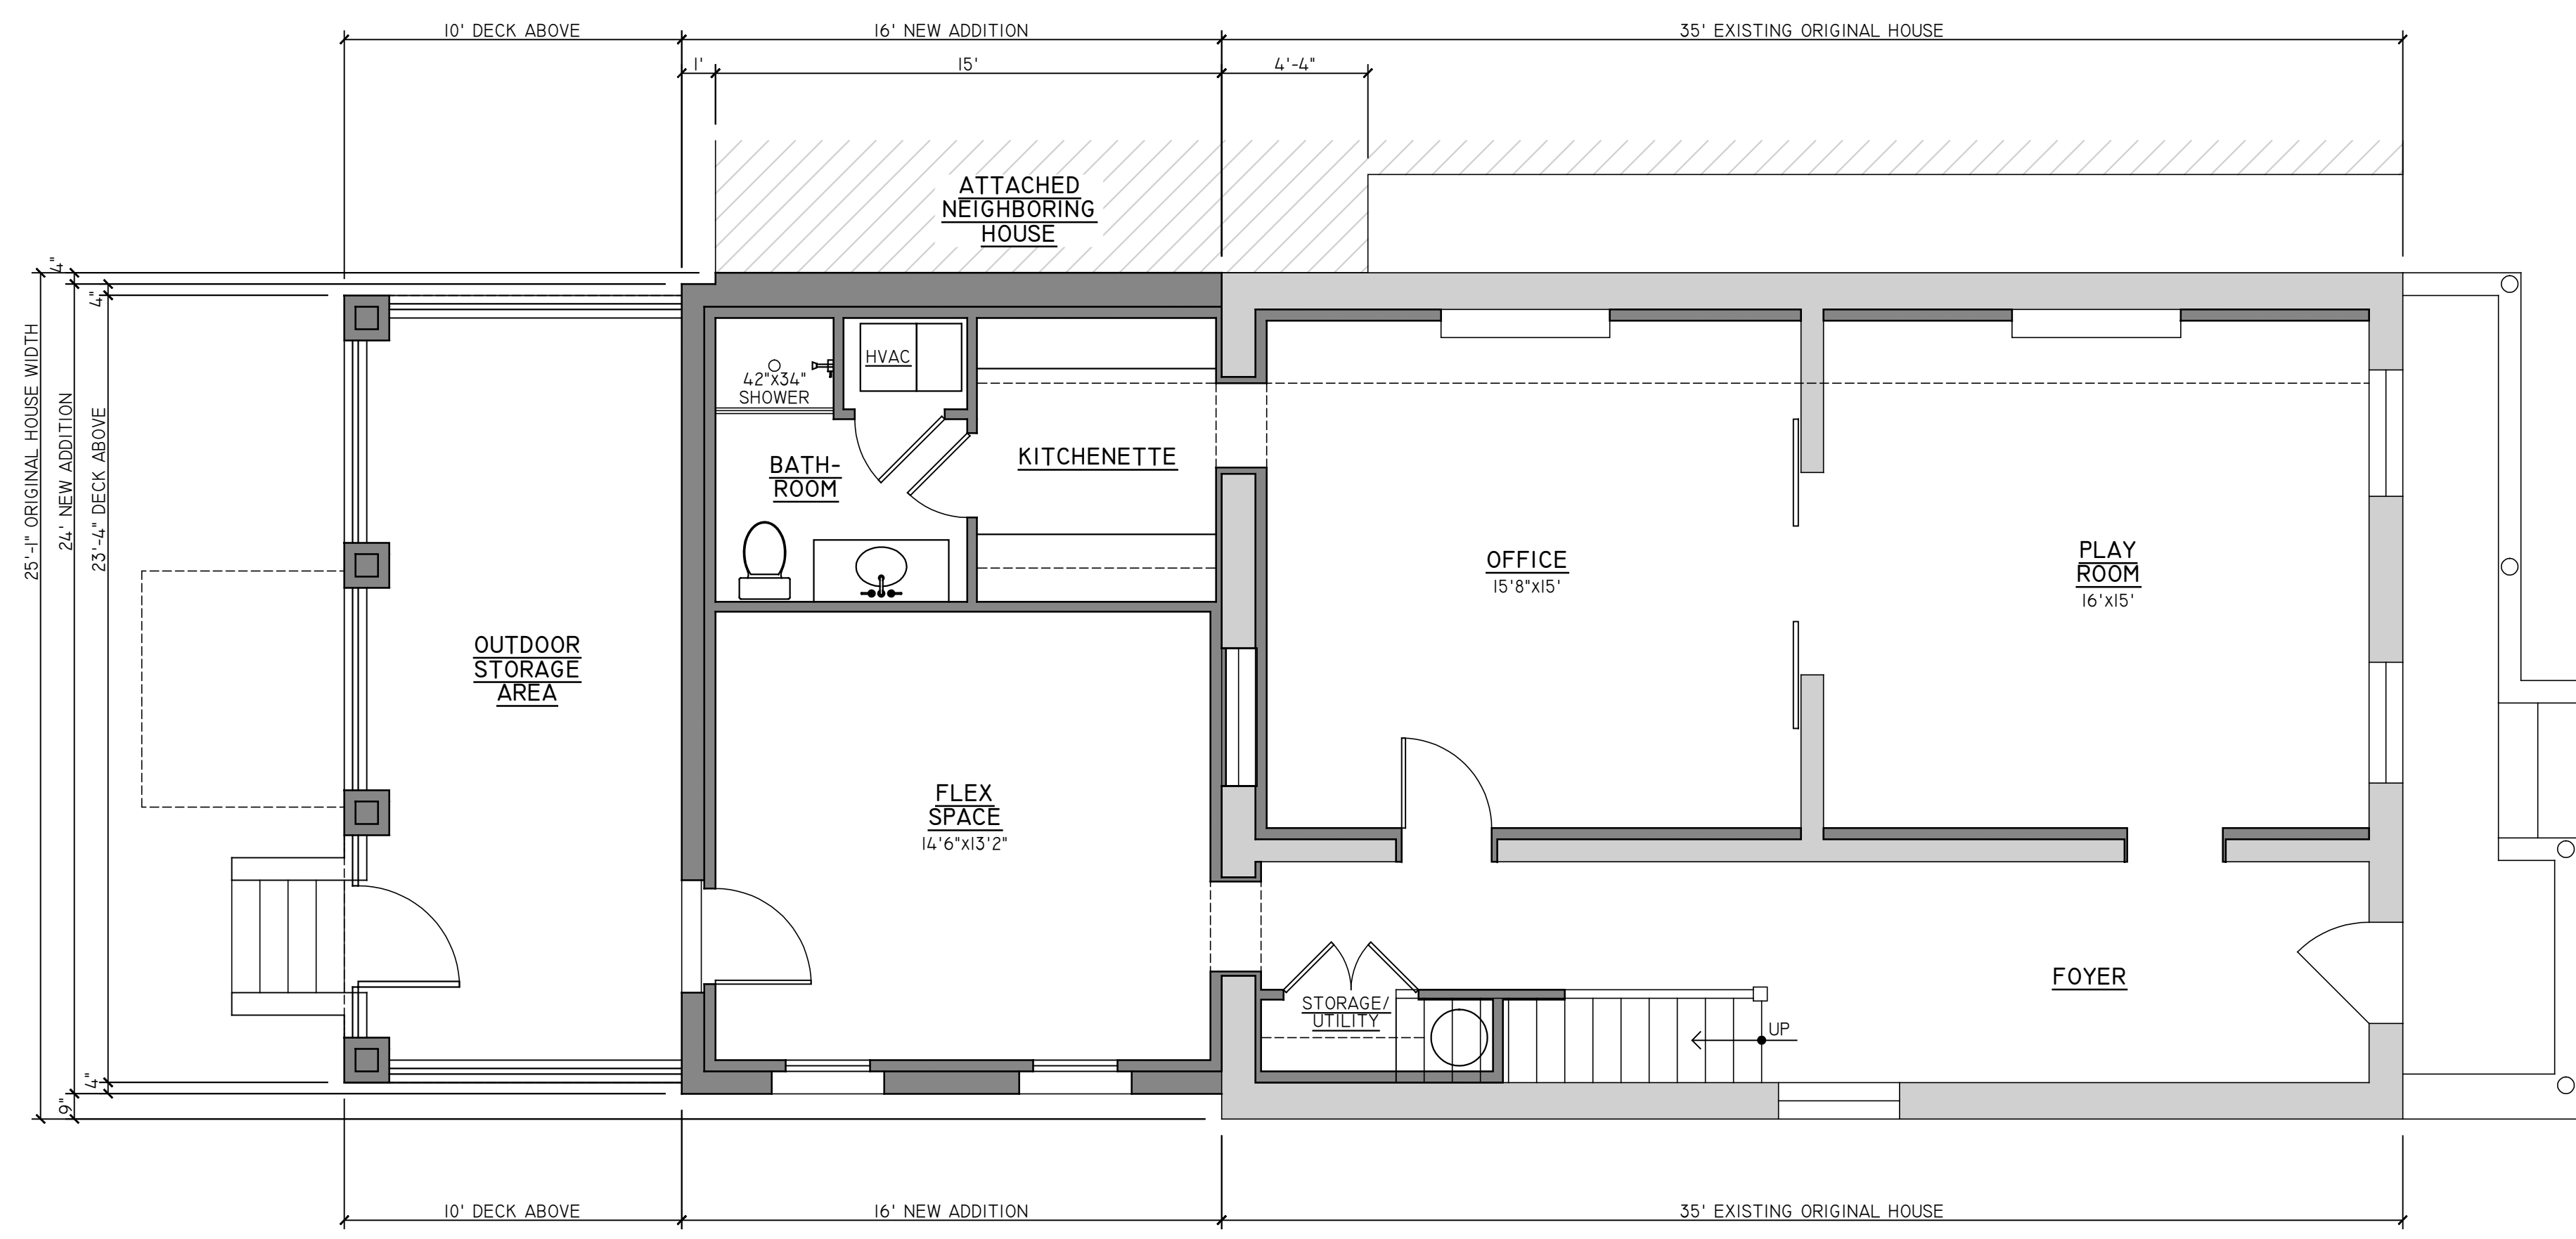 10' DECK ABOVE
16' NEW ADDITION
35' EXISTING ORIGINAL HOUSE
1'
15'
4'-4"
ATTACHED
NEIGHBORING
HOUSE
4"
4"
25'-1" ORIGINAL HOUSE WIDTH
24' NEW ADDITION
23'-4" DECK ABOVE
4"
9"
HVAC
42"x34"
SHOWER
BATH-
ROOM
KITCHENETTE
OFFICE
15'8"x15'
PLAY
ROOM
16'x15'
OUTDOOR
STORAGE
AREA
FLEX
SPACE
14'6"x13'2"
FOYER
STORAGE/
UTILITY
UP
10' DECK ABOVE
16' NEW ADDITION
35' EXISTING ORIGINAL HOUSE